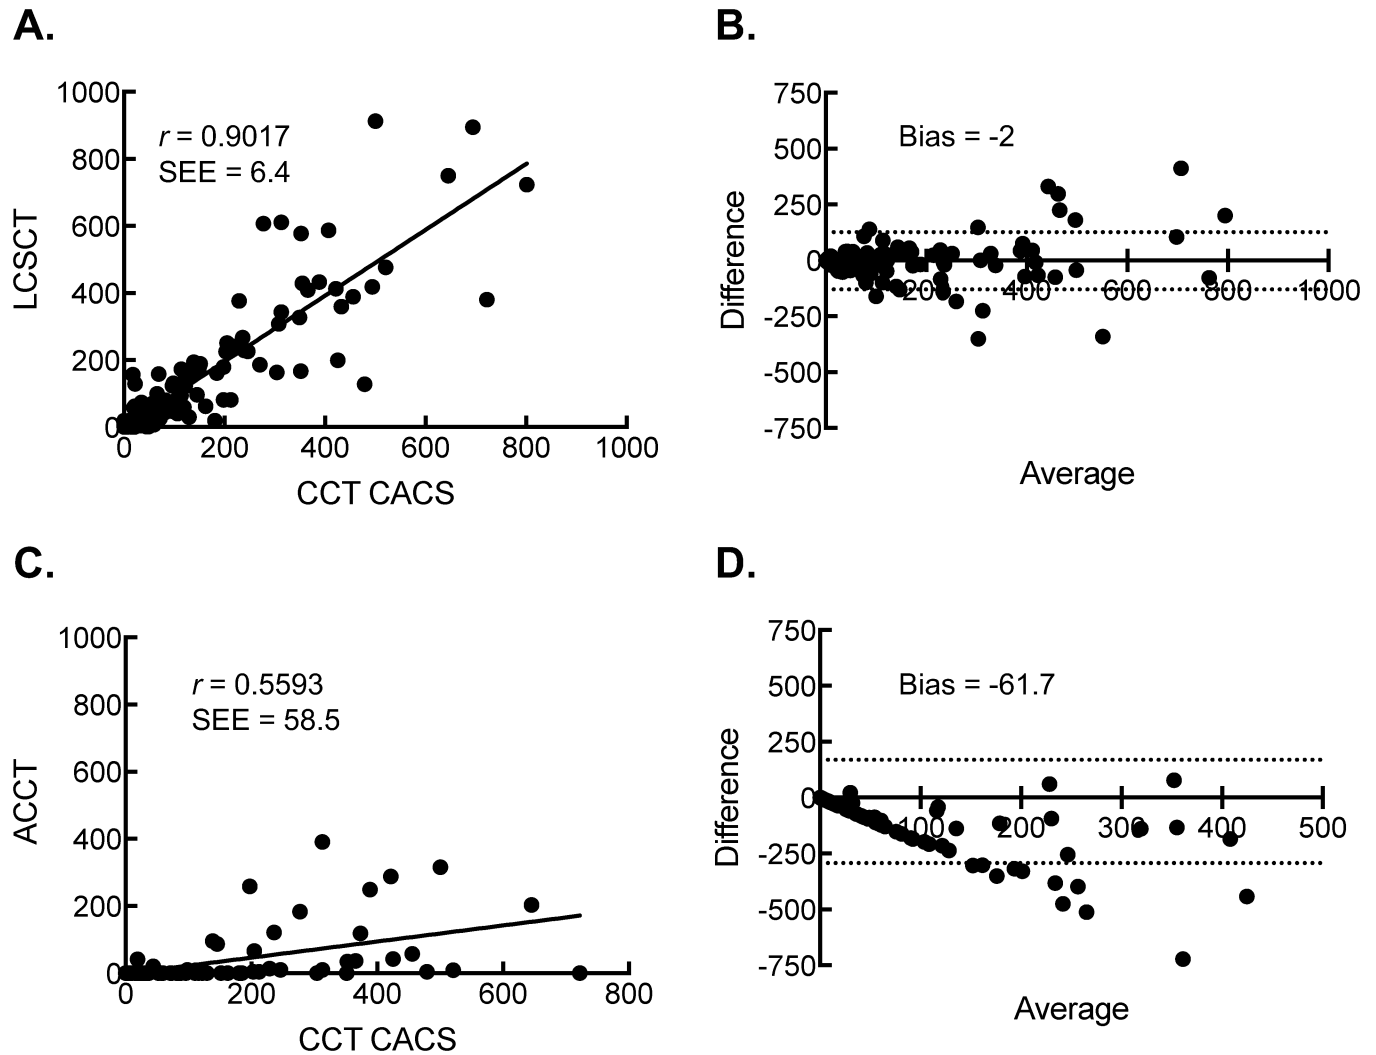 A.
1000
800
600
400
200
0
LCSCT
r = 0.9017
SEE = 6.4
0 200 400 600 800 1000
CCT CACS
B.
750
500
250
0
-250
-500
-750
Difference
Bias = -2
200 400 600 800 1000
Average
C.
1000
800
600
400
200
0
ACCT
r = 0.5593
SEE = 58.5
0 200 400 600 800
CCT CACS
D.
750
500
250
0
-250
-500
-750
Difference
Bias = -61.7
100 200 300 400 500
Average